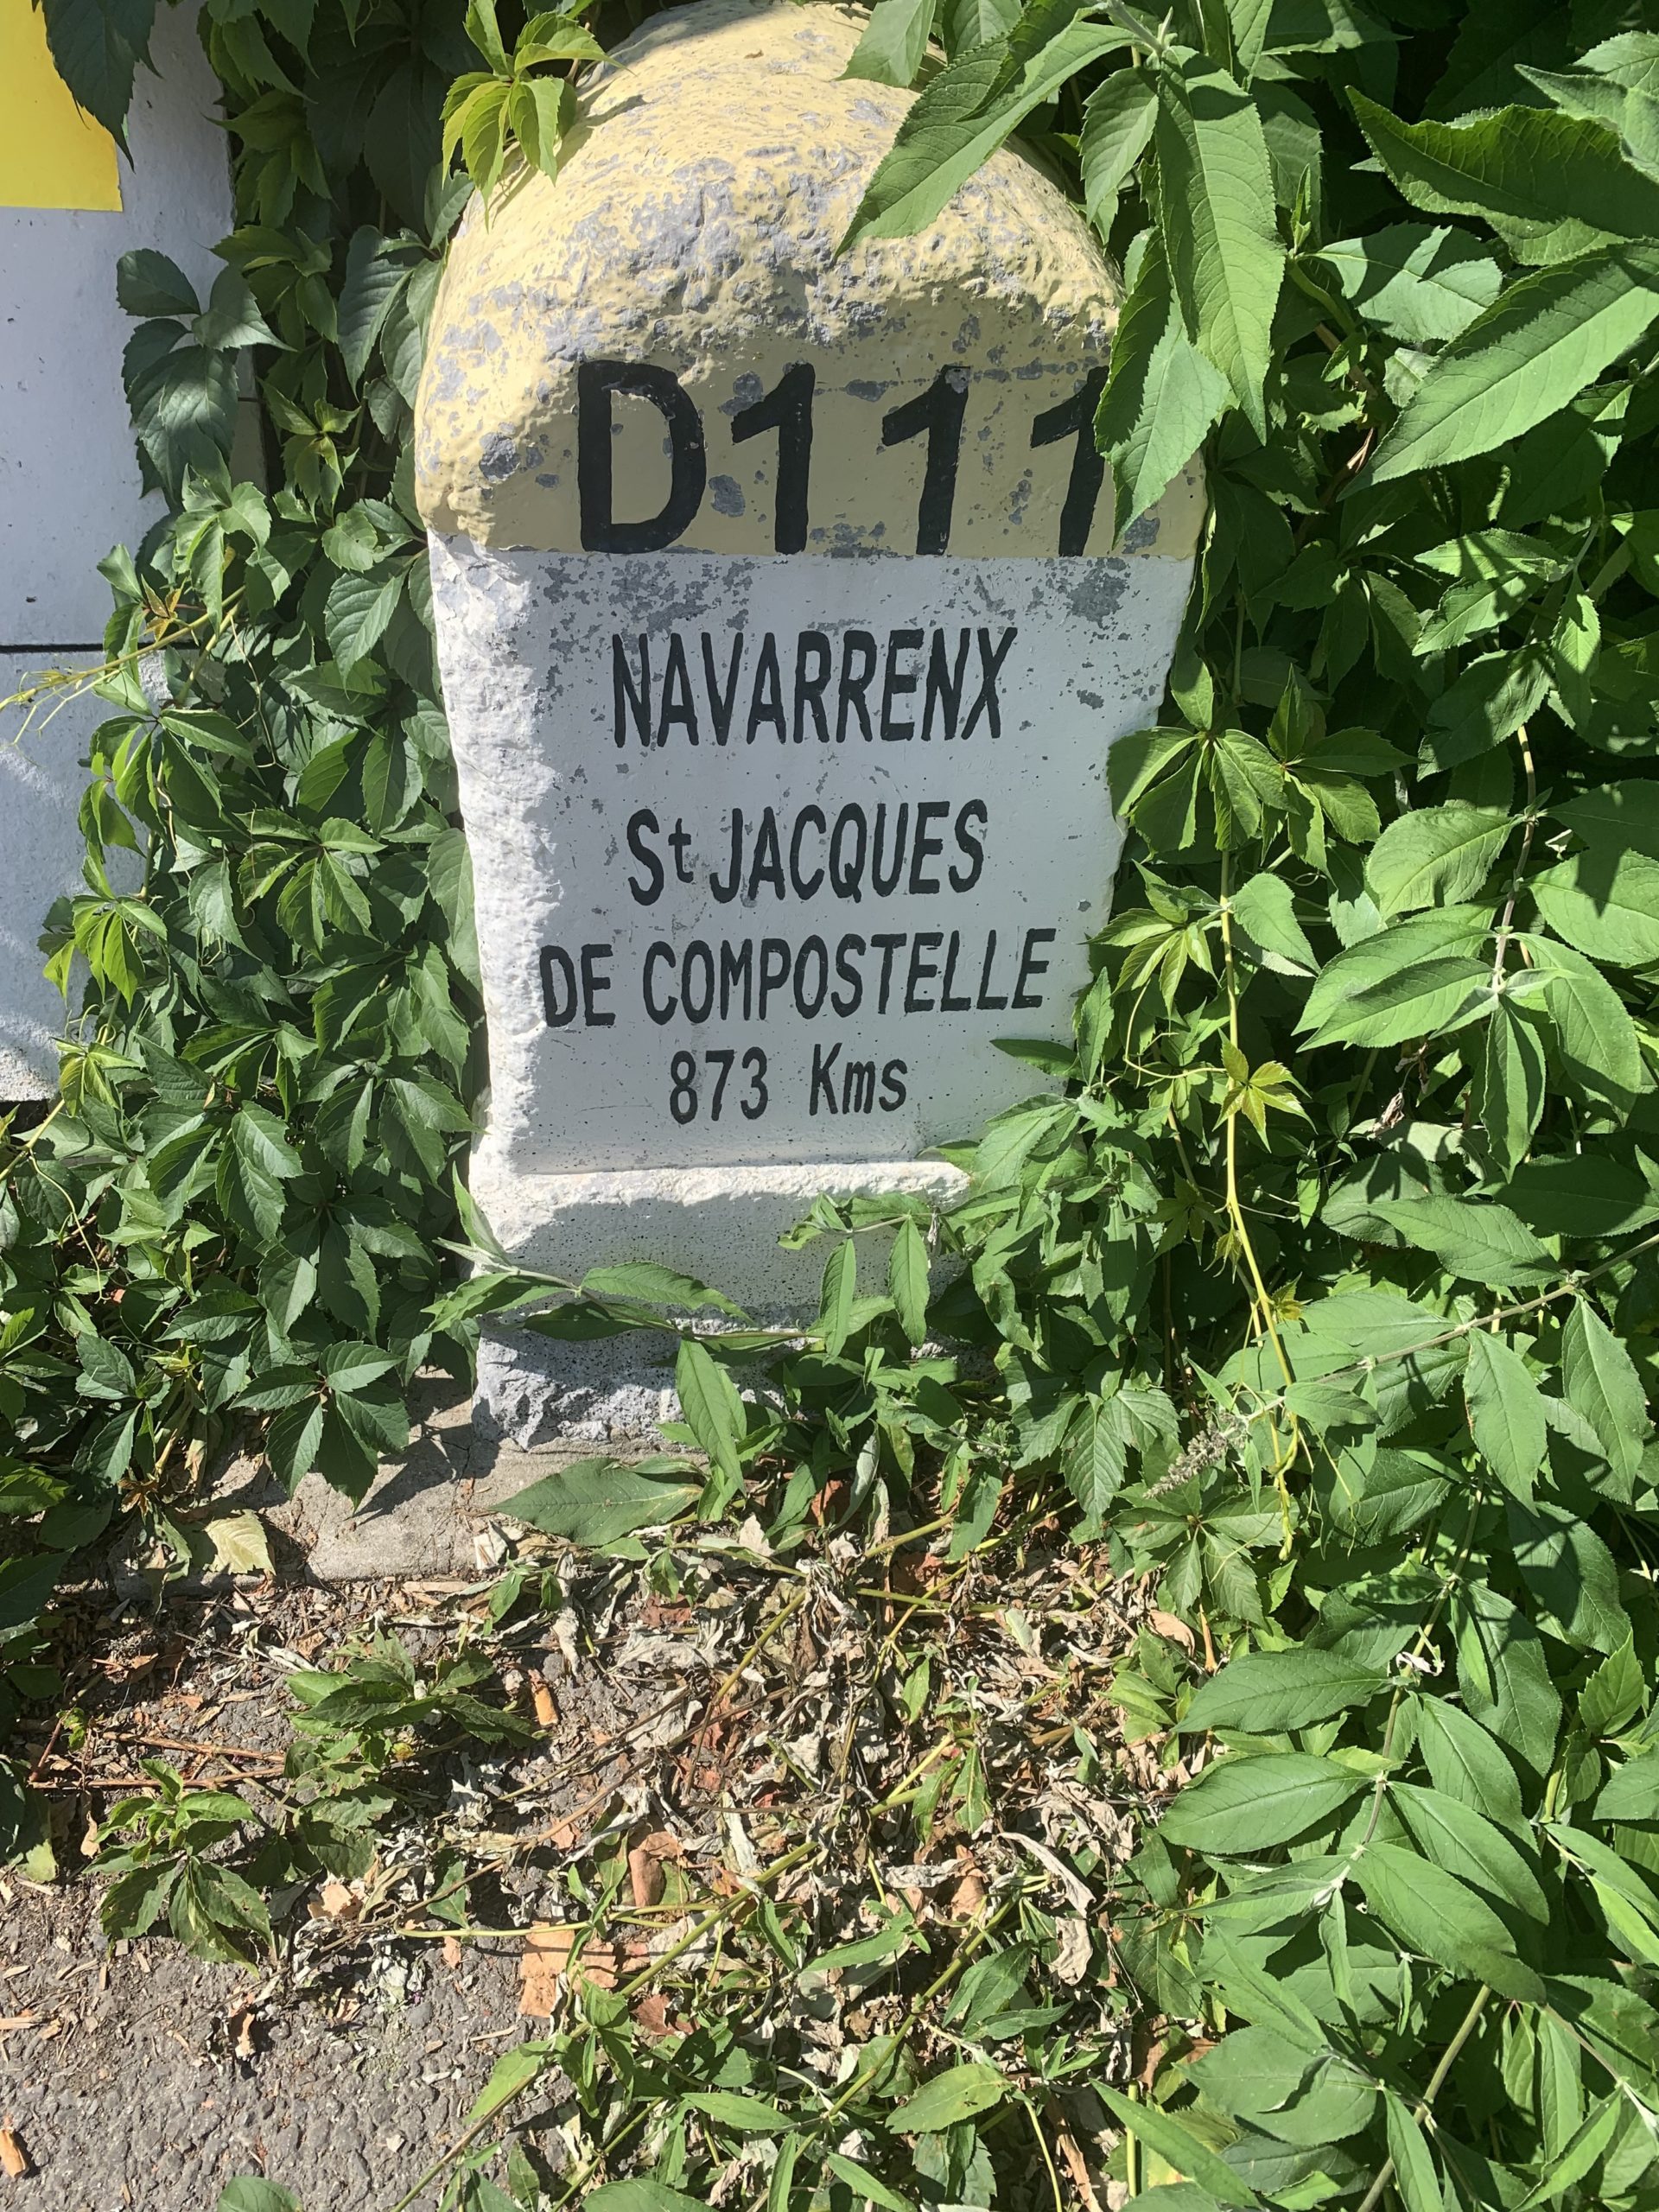 D111
NAVARRENX
St JACQUES
DE COMPOSTELLE
873 Kms